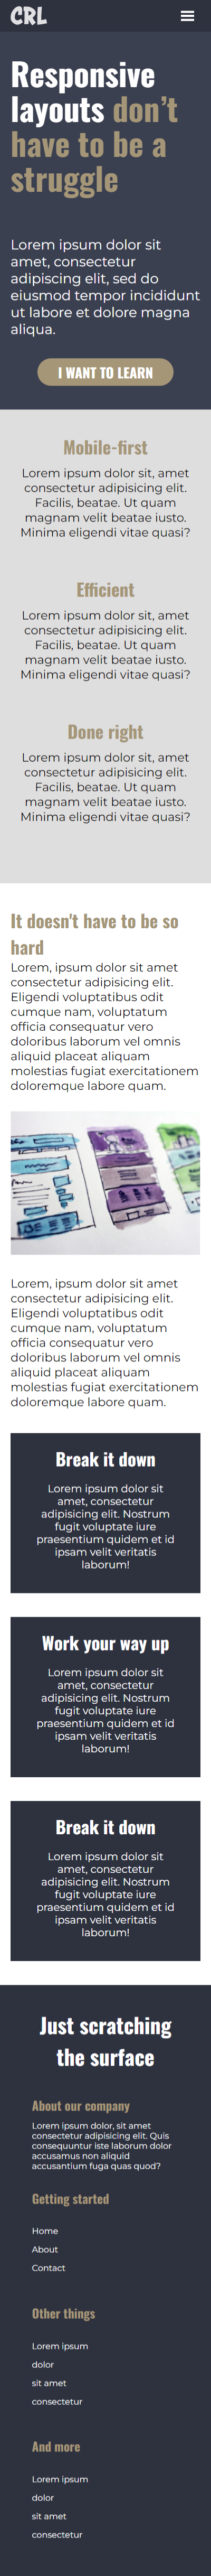 CRL
Responsive
layouts don’t
have to be a
struggle
Lorem ipsum dolor sit
amet, consectetur
adipiscing elit, sed do
eiusmod tempor incididunt
ut labore et dolore magna
aliqua.
I WANT TO LEARN
Mobile-first
Lorem ipsum dolor sit, amet
consectetur adipisicing elit.
Facilis, beatae. Ut quam
magnam velit beatae iusto.
Minima eligendi vitae quasi?
Efficient
Lorem ipsum dolor sit, amet
consectetur adipisicing elit.
Facilis, beatae. Ut quam
magnam velit beatae iusto.
Minima eligendi vitae quasi?
Done right
Lorem ipsum dolor sit, amet
consectetur adipisicing elit.
Facilis, beatae. Ut quam
magnam velit beatae iusto.
Minima eligendi vitae quasi?
It doesn't have to be so
hard
Lorem, ipsum dolor sit amet
consectetur adipisicing elit.
Eligendi voluptatibus odit
cumque nam, voluptatum
officia consequatur vero
doloribus laborum vel omnis
aliquid placeat aliquam
molestias fugiat exercitationem
doloremque labore quam.
Lorem, ipsum dolor sit amet
consectetur adipisicing elit.
Eligendi voluptatibus odit
cumque nam, voluptatum
officia consequatur vero
doloribus laborum vel omnis
aliquid placeat aliquam
molestias fugiat exercitationem
doloremque labore quam.
Break it down
Lorem ipsum dolor sit
amet, consectetur
adipisicing elit. Nostrum
fugit voluptate iure
praesentium quidem et id
ipsam velit veritatis
laborum!
Work your way up
Lorem ipsum dolor sit
amet, consectetur
adipisicing elit. Nostrum
fugit voluptate iure
praesentium quidem et id
ipsam velit veritatis
laborum!
Break it down
Lorem ipsum dolor sit
amet, consectetur
adipisicing elit. Nostrum
fugit voluptate iure
praesentium quidem et id
ipsam velit veritatis
laborum!
Just scratching
the surface
About our company
Lorem ipsum dolor, sit amet
consectetur adipisicing elit. Quis
consequuntur iste laborum dolor
accusamus non aliquid
accusantium fuga quas quod?
Getting started
Home
About
Contact
Other things
Lorem ipsum
dolor
sit amet
consectetur
And more
Lorem ipsum
dolor
sit amet
consectetur